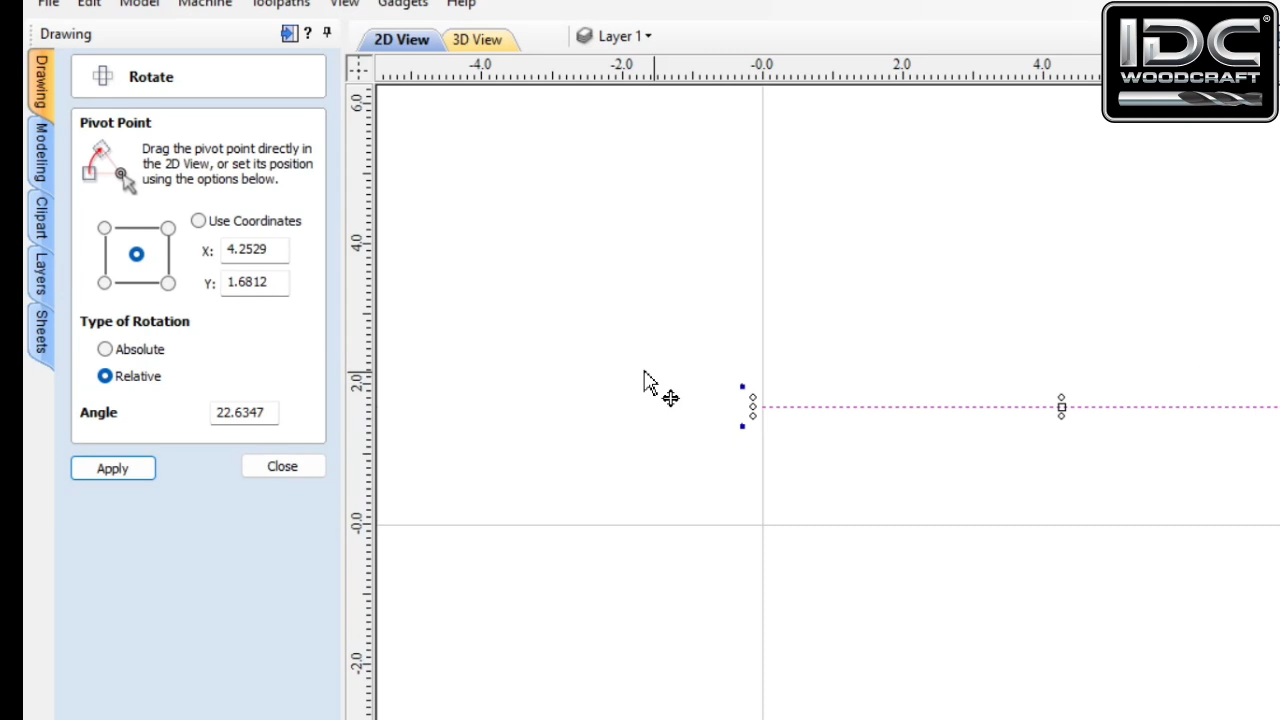 File Edit Model Machine Toolpaths View Gadgets Help
Drawing ?
2D View 3D View Layer 1
IDC
WOODCRAFT
®
-4.0 -2.0 -0.0 2.0 4.0
6.0
4.0
2.0
-0.0
-2.0
Drawing
Modeling
Clipart
Layers
Sheets
Rotate
Pivot Point
Drag the pivot point directly in
the 2D View, or set its position
using the options below.
Use Coordinates
X: 4.2529
Y: 1.6812
Type of Rotation
Absolute
Relative
Angle 22.6347
Apply Close